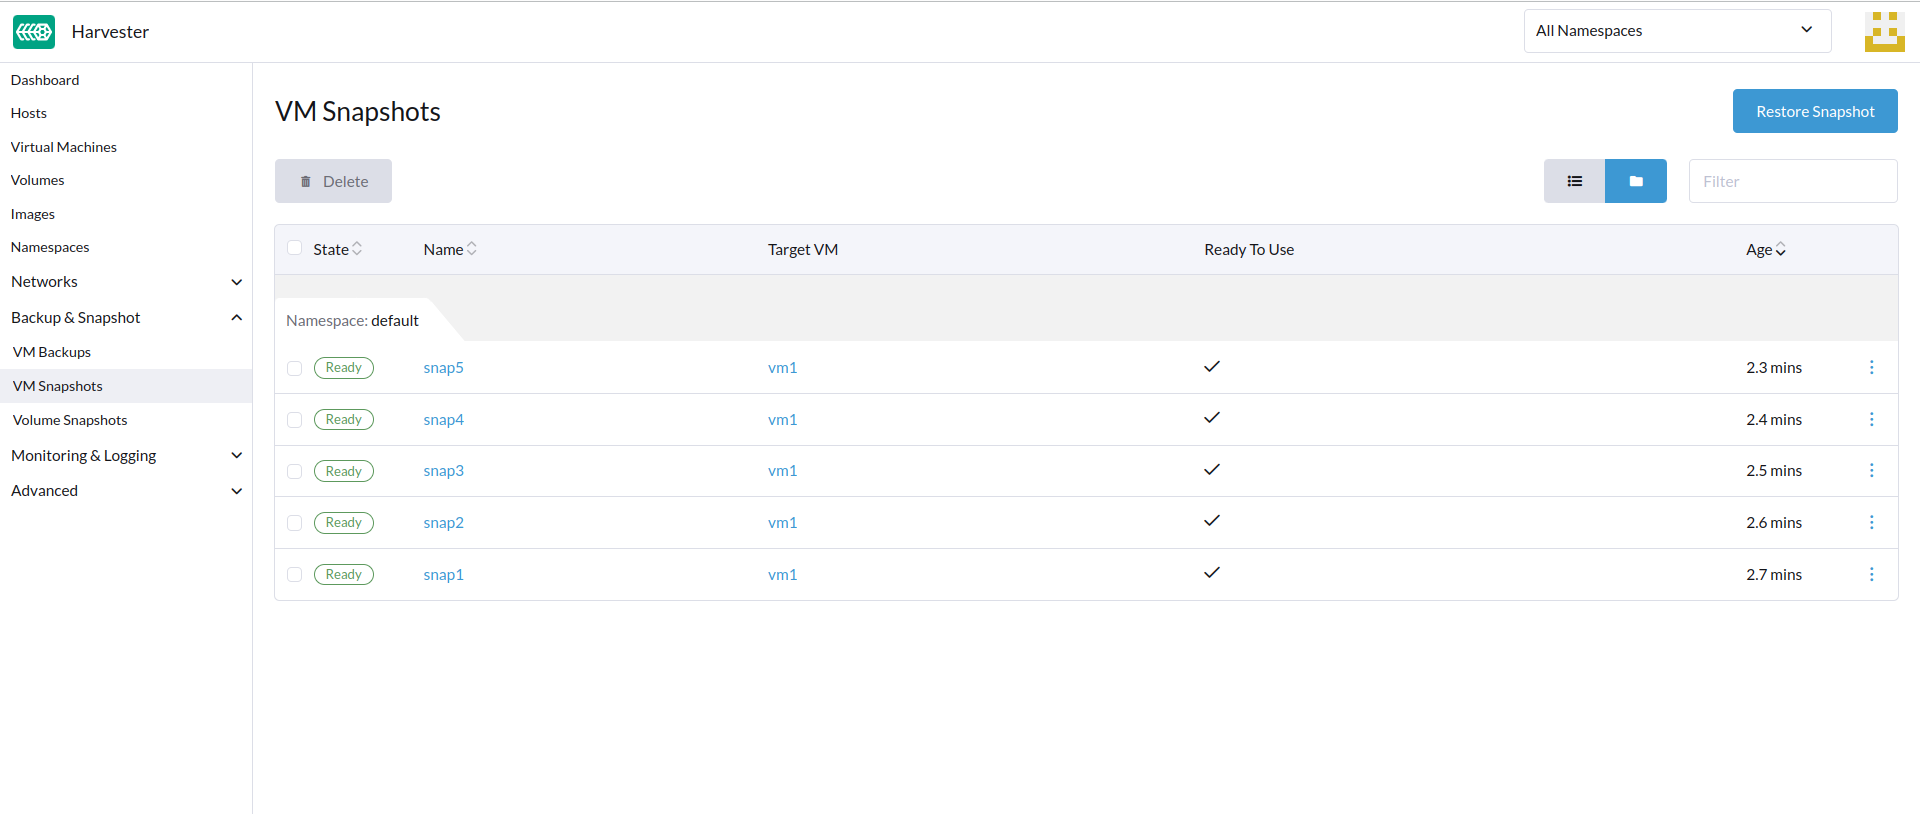 Harvester
All Namespaces
Dashboard
Hosts
Virtual Machines
Volumes
Images
Namespaces
Networks
Backup & Snapshot
VM Backups
VM Snapshots
Volume Snapshots
Monitoring & Logging
Advanced
VM Snapshots
Restore Snapshot
Delete
Filter
State Name Target VM Ready To Use Age
Namespace: default
Ready snap5 vm1 2.3 mins
Ready snap4 vm1 2.4 mins
Ready snap3 vm1 2.5 mins
Ready snap2 vm1 2.6 mins
Ready snap1 vm1 2.7 mins